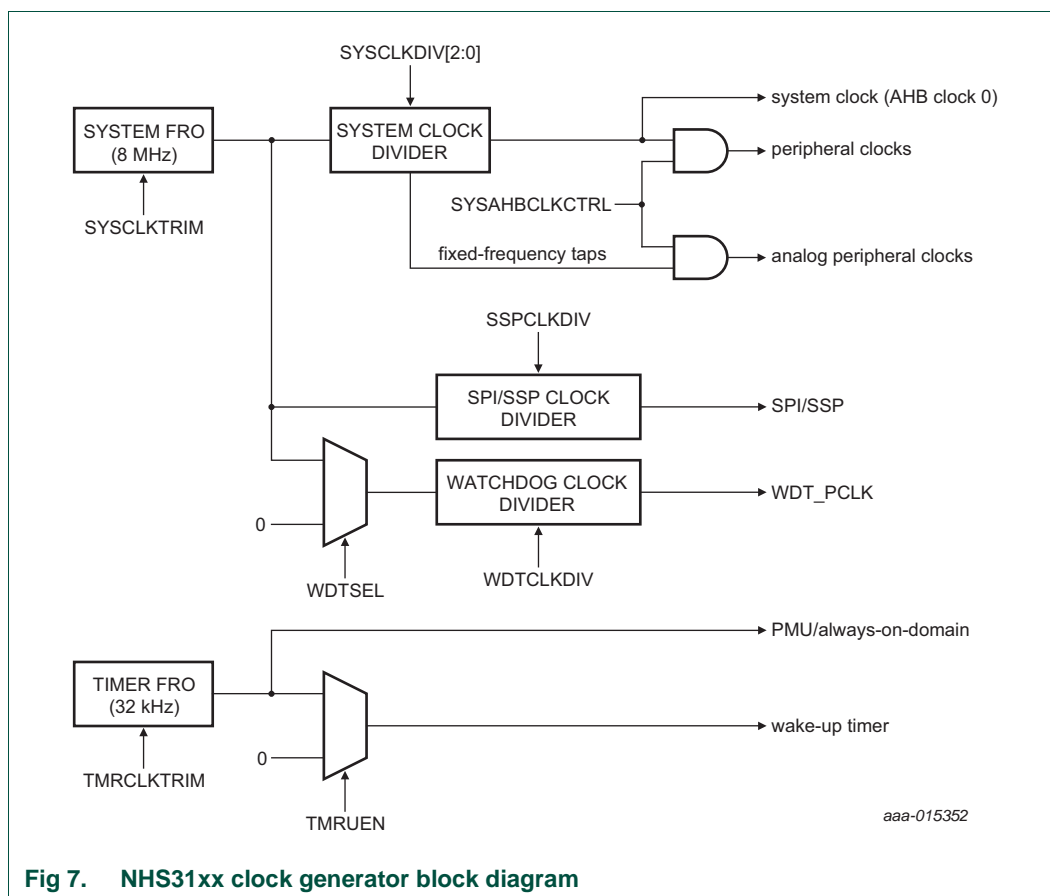 SYSCLKDIV[2:0]
SYSTEM FRO
(8 MHz)
SYSTEM CLOCK
DIVIDER
system clock (AHB clock 0)
peripheral clocks
SYSCLKTRIM
SYSAHBCLKCTRL
fixed-frequency taps
analog peripheral clocks
SSPCLKDIV
SPI/SSP CLOCK
DIVIDER
SPI/SSP
WATCHDOG CLOCK
DIVIDER
WDT_PCLK
0
WDTSEL
WDTCLKDIV
PMU/always-on-domain
TIMER FRO
(32 kHz)
wake-up timer
0
TMRCLKTRIM
TMRUEN
aaa-015352
Fig 7. NHS31xx clock generator block diagram